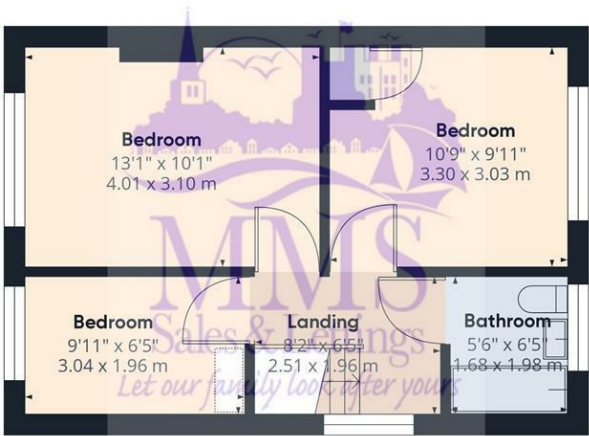 Bedroom
13'1" x 10'1"
4.01 x 3.10 m
Bedroom
10'9" x 9'11"
3.30 x 3.03 m
MMS
Sales & Lettings
Let our family look after yours
Bedroom
9'11" x 6'5"
3.04 x 1.96 m
Landing
8'2" x 6'5"
2.51 x 1.96 m
Bathroom
5'6" x 6'5"
1.68 x 1.98 m